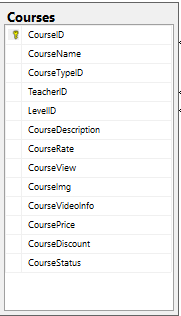 Courses
CourseID
CourseName
CourseTypeID
TeacherID
LevelID
CourseDescription
CourseRate
CourseView
CourseImg
CourseVideoInfo
CoursePrice
CourseDiscount
CourseStatus